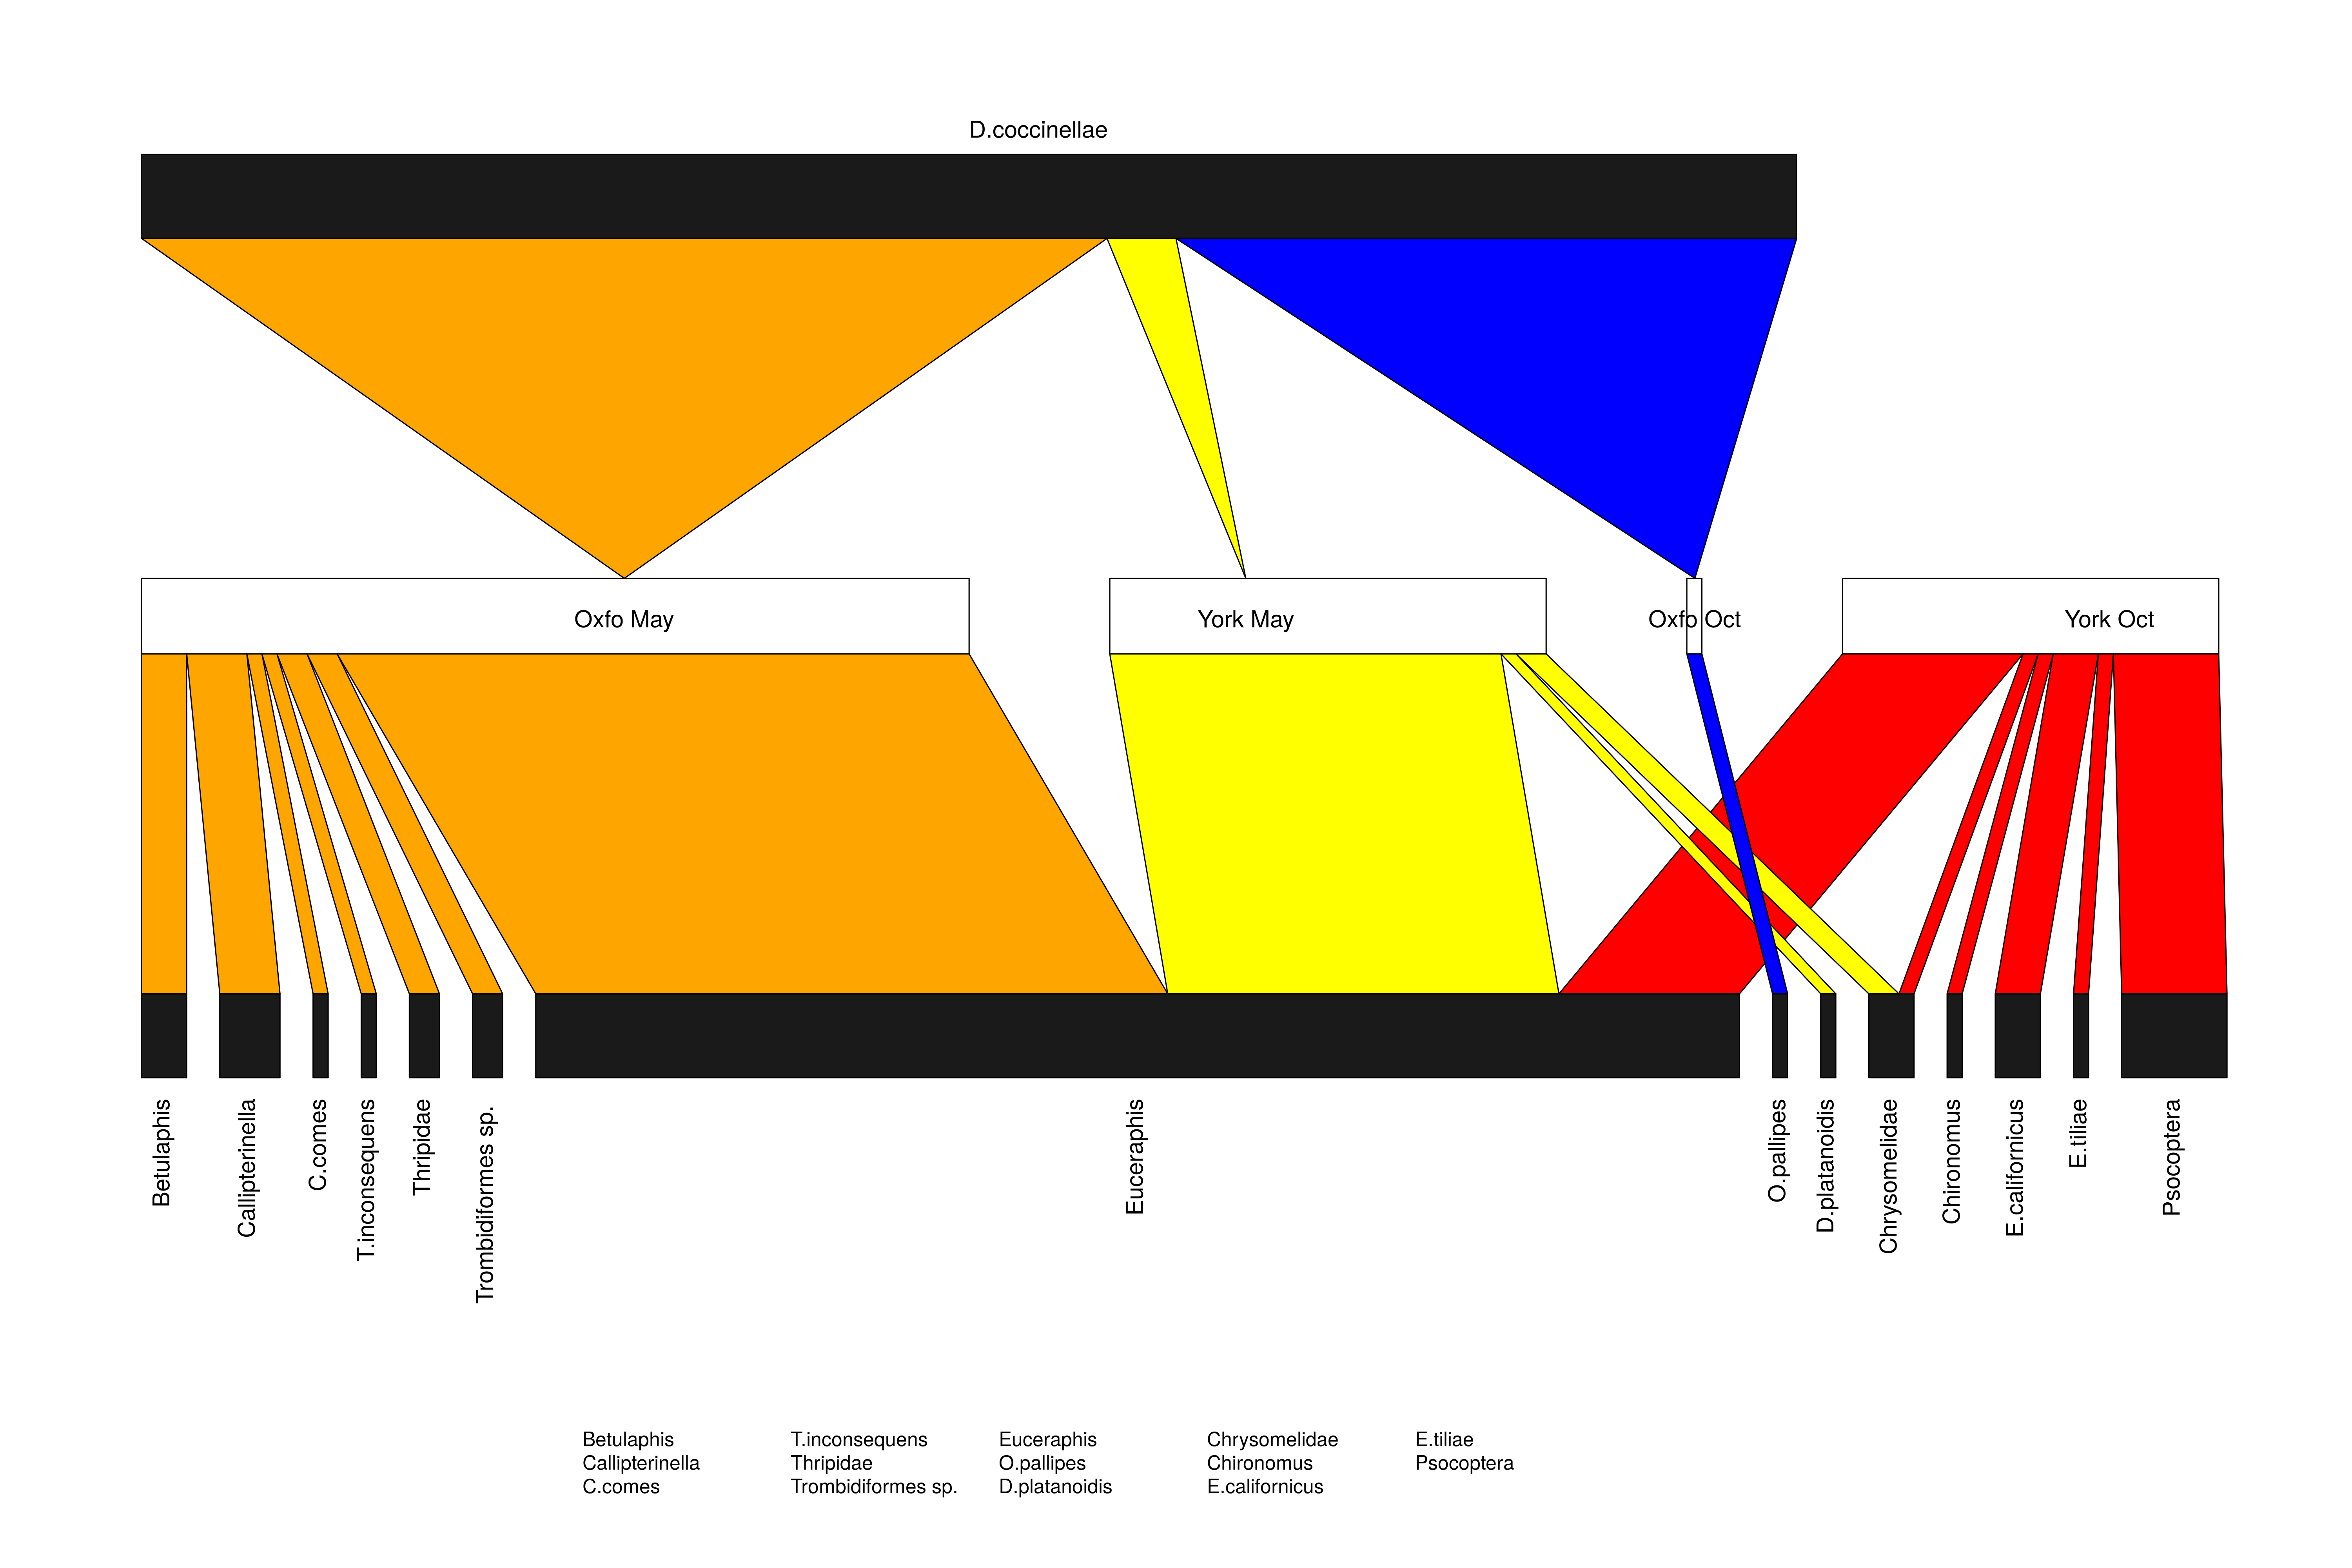 D.coccinellae
Oxfo May
York May
Oxfo Oct
York Oct
Betulaphis
Callipterinella
C.comes
T.inconsequens
Thripidae
Trombidiformes sp.
Euceraphis
O.pallipes
D.platanoidis
Chrysomelidae
Chironomus
E.californicus
E.tiliae
Psocoptera
Betulaphis
Callipterinella
C.comes
T.inconsequens
Thripidae
Trombidiformes sp.
Euceraphis
O.pallipes
D.platanoidis
Chrysomelidae
Chironomus
E.californicus
E.tiliae
Psocoptera